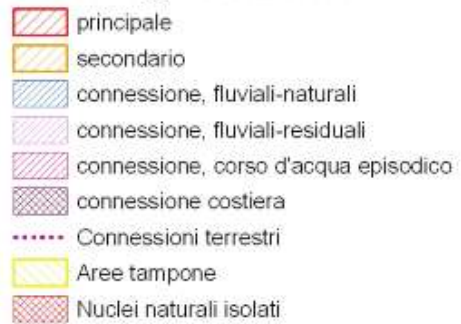 principale
secondario
connessione, fluviali-naturali
connessione, fluviali-residuali
connessione, corso d'acqua episodico
connessione costiera
Connessioni terrestri
Aree tampone
Nuclei naturali isolati